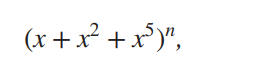 (x + x² + x⁵)ⁿ,